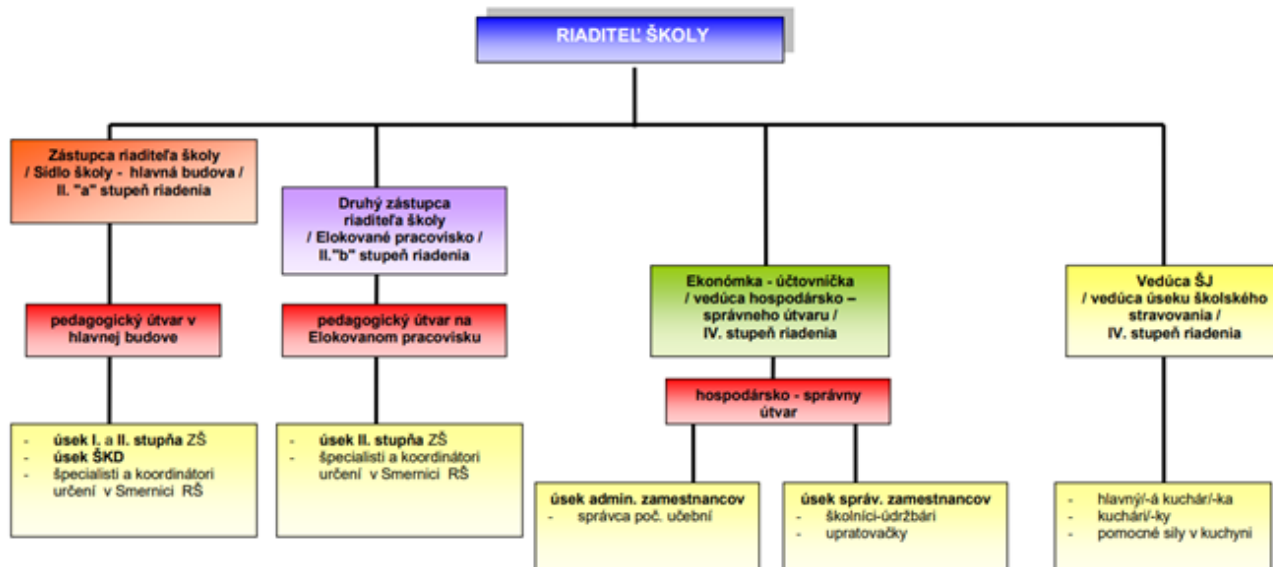 RIADITEĽ ŠKOLY
Zástupca riaditeľa školy
/ Sídlo školy - hlavná budova /
II. "a" stupeň riadenia
Druhý zástupca
riaditeľa školy
/ Elokované pracovisko /
II."b" stupeň riadenia
Ekonómka - účtovníčka
/ vedúca hospodársko –
správneho útvaru /
IV. stupeň riadenia
Vedúca ŠJ
/ vedúca úseku školského
stravovania /
IV. stupeň riadenia
pedagogický útvar v
hlavnej budove
pedagogický útvar na
Elokovanom pracovisku
hospodársko - správny
útvar
- úsek I. a II. stupňa ZŠ
- úsek ŠKD
- špecialisti a koordinátori
určení v Smernici RŠ
- úsek II. stupňa ZŠ
- špecialisti a koordinátori
určení v Smernici RŠ
úsek admin. zamestnancov
- správca poč. učební
úsek správ. zamestnancov
- školníci-údržbári
- upratovačky
- hlavný/-á kuchár/-ka
- kuchári/-ky
- pomocné sily v kuchyni